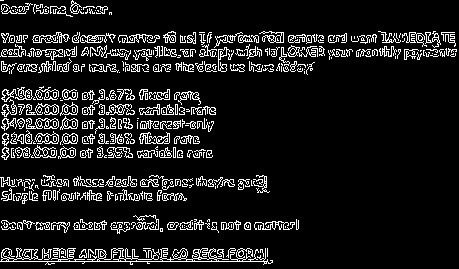 Dear Home Owner,
Your credit doesn't matter to us! If you own real estate and want IMMEDIATE
cash to spend ANY way you like, or simply wish to LOWER your monthly payments
by one third or more, here are the deals we have today:
$488.000,00 at 3.67% fixed rate
$372.000,00 at 3.90% variable-rate
$492.000,00 at 3.21% interest-only
$248.000,00 at 3.36% fixed rate
$198.000,00 at 3.55% variable rate
Hurry, when these deals are gone, they're gone!
Simple fill out the 1 minute form.
Don't worry about approval, credit is not a matter!
CLICK HERE AND FILL THE 60 SECS FORM!